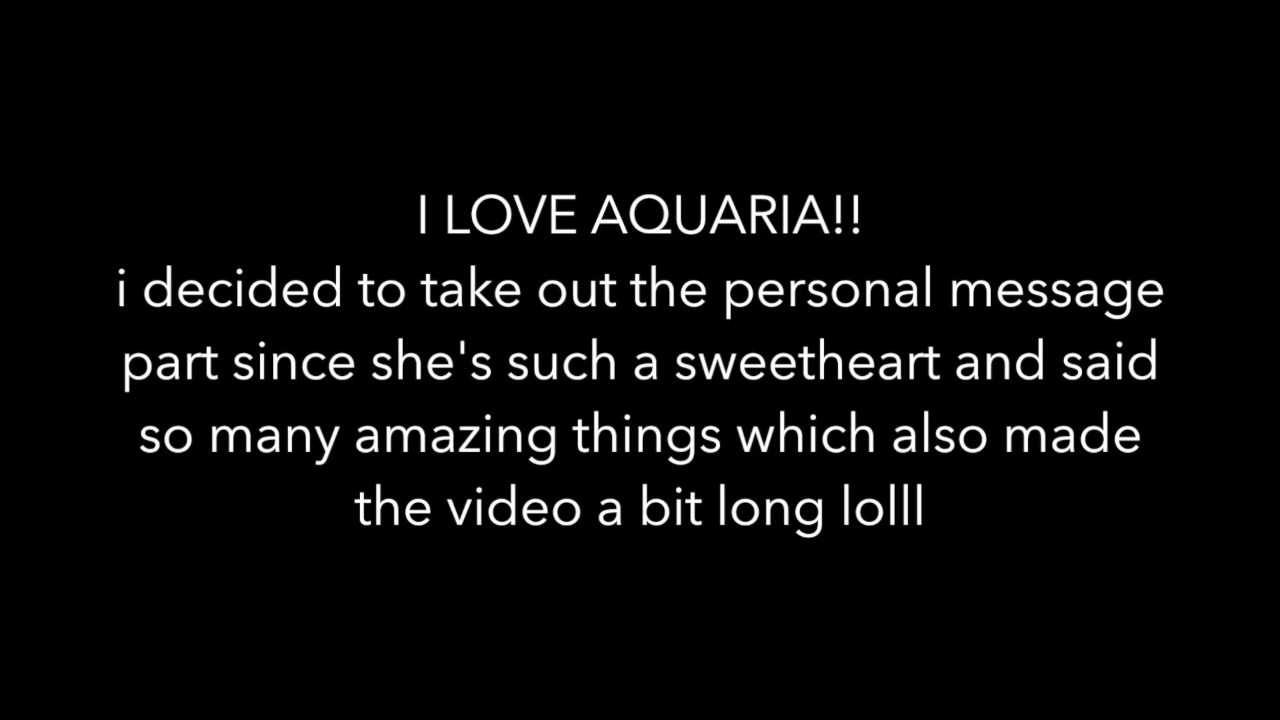 I LOVE AQUARIA!!
i decided to take out the personal message
part since she's such a sweetheart and said
so many amazing things which also made
the video a bit long lolll